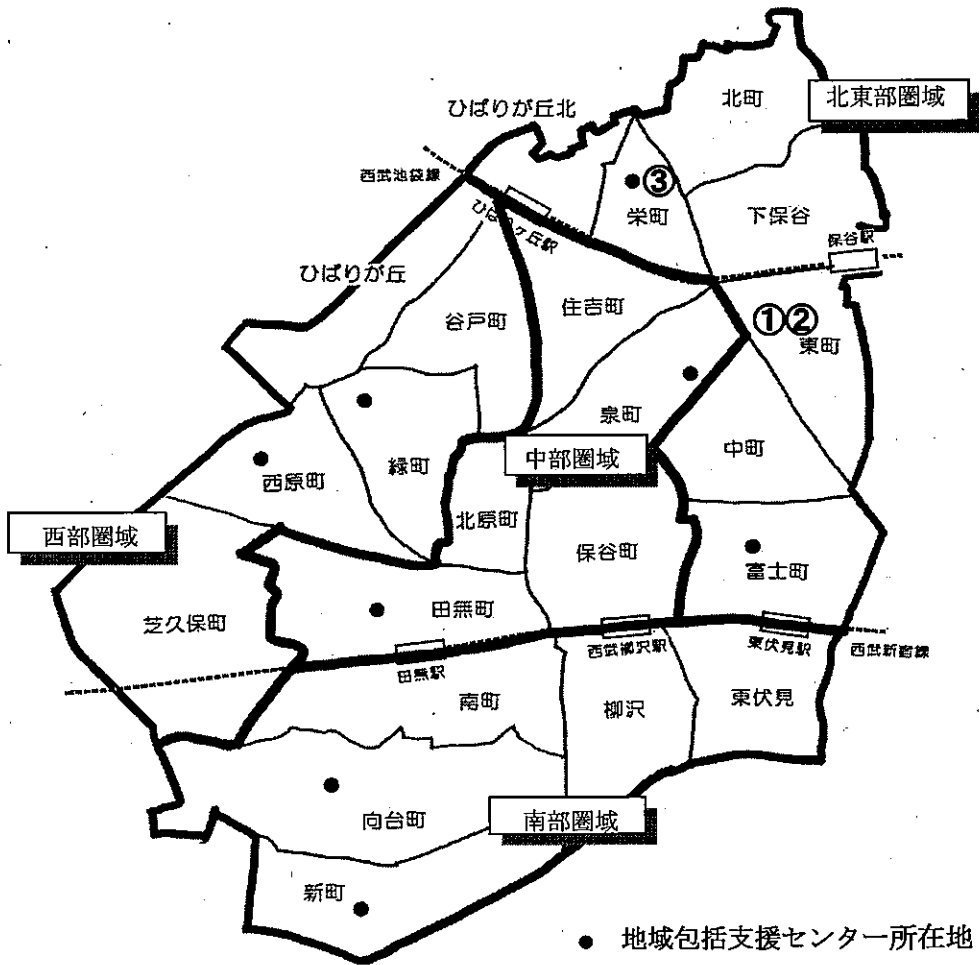 北町
北東部圏域
ひばりが丘北
西武池袋線
③
栄町
下保谷
ひばりヶ丘駅
保谷駅
ひばりが丘
住吉町
谷戸町
①②
東町
泉町
中町
中部圏域
緑町
西原町
北原町
西部圏域
保谷町
富士町
田無町
芝久保町
西武柳沢駅
東伏見駅
西武新宿線
田無駅
南町
柳沢
東伏見
向台町
南部圏域
新町
● 地域包括支援センター所在地